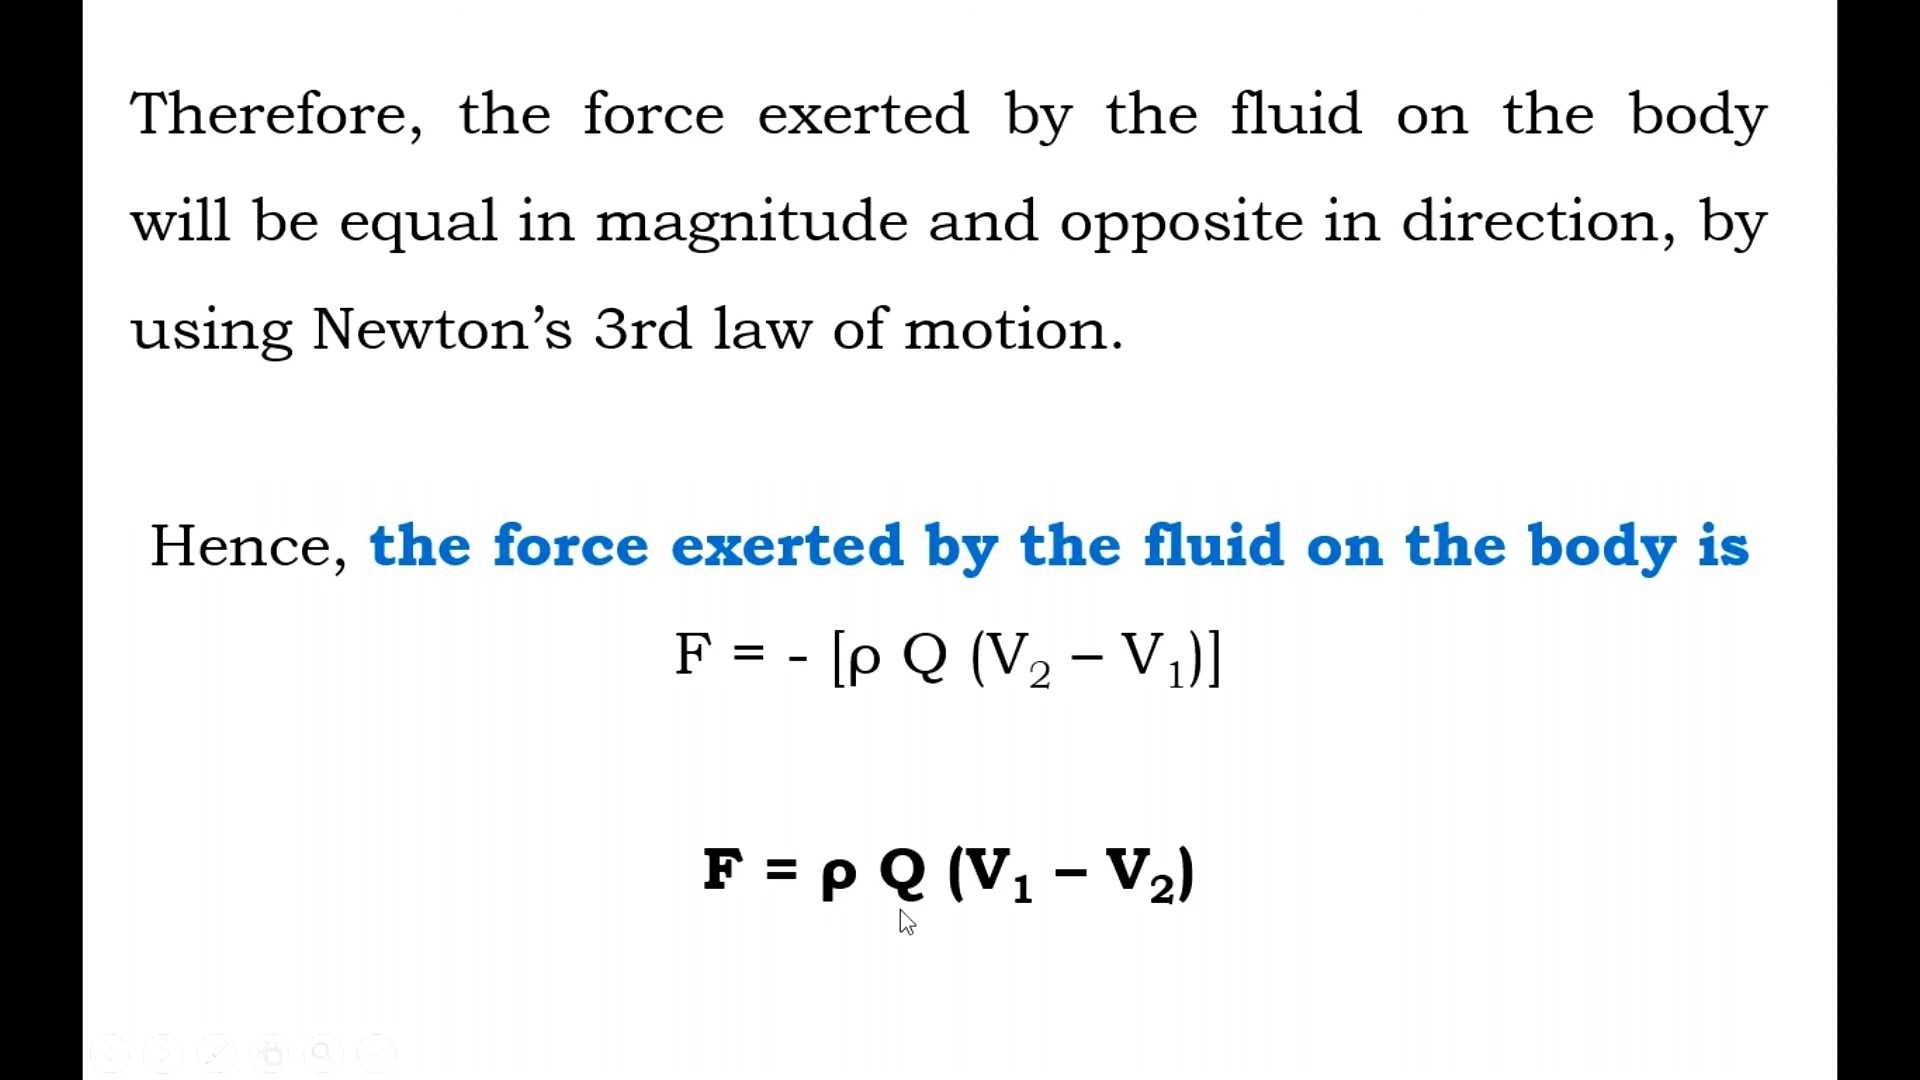 Therefore, the force exerted by the fluid on the body
will be equal in magnitude and opposite in direction, by
using Newton’s 3rd law of motion.
Hence, the force exerted by the fluid on the body is
F = - [ρ Q (V₂ – V₁)]
F = ρ Q (V₁ – V₂)